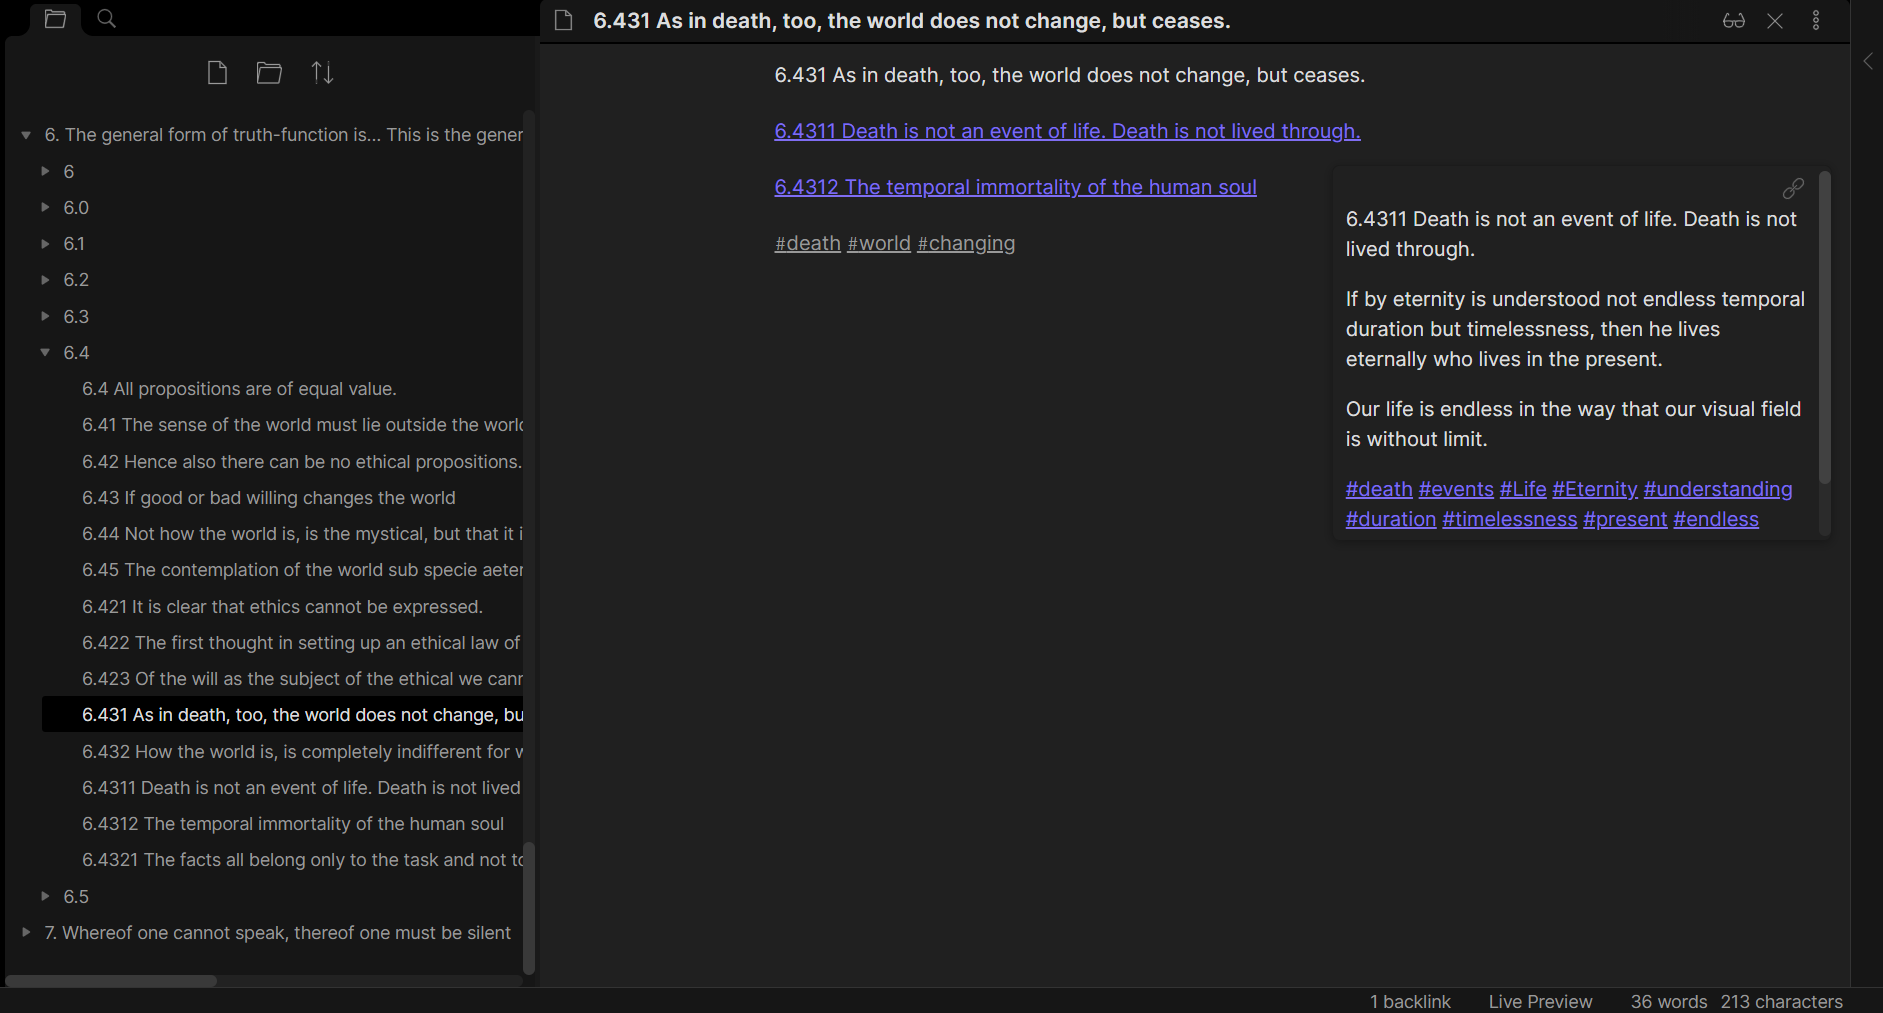 6. The general form of truth-function is... This is the gener
6
6.0
6.1
6.2
6.3
6.4
6.4 All propositions are of equal value.
6.41 The sense of the world must lie outside the worl
6.42 Hence also there can be no ethical propositions.
6.43 If good or bad willing changes the world
6.44 Not how the world is, is the mystical, but that it i
6.45 The contemplation of the world sub specie aeter
6.421 It is clear that ethics cannot be expressed.
6.422 The first thought in setting up an ethical law of
6.423 Of the will as the subject of the ethical we cann
6.431 As in death, too, the world does not change, bu
6.432 How the world is, is completely indifferent for w
6.4311 Death is not an event of life. Death is not lived
6.4312 The temporal immortality of the human soul
6.4321 The facts all belong only to the task and not to
6.5
7. Whereof one cannot speak, thereof one must be silent
6.431 As in death, too, the world does not change, but ceases.
6.431 As in death, too, the world does not change, but ceases.
6.4311 Death is not an event of life. Death is not lived through.
6.4312 The temporal immortality of the human soul
#death #world #changing
6.4311 Death is not an event of life. Death is not
lived through.
If by eternity is understood not endless temporal
duration but timelessness, then he lives
eternally who lives in the present.
Our life is endless in the way that our visual field
is without limit.
#death #events #Life #Eternity #understanding
#duration #timelessness #present #endless
1 backlink Live Preview 36 words 213 characters